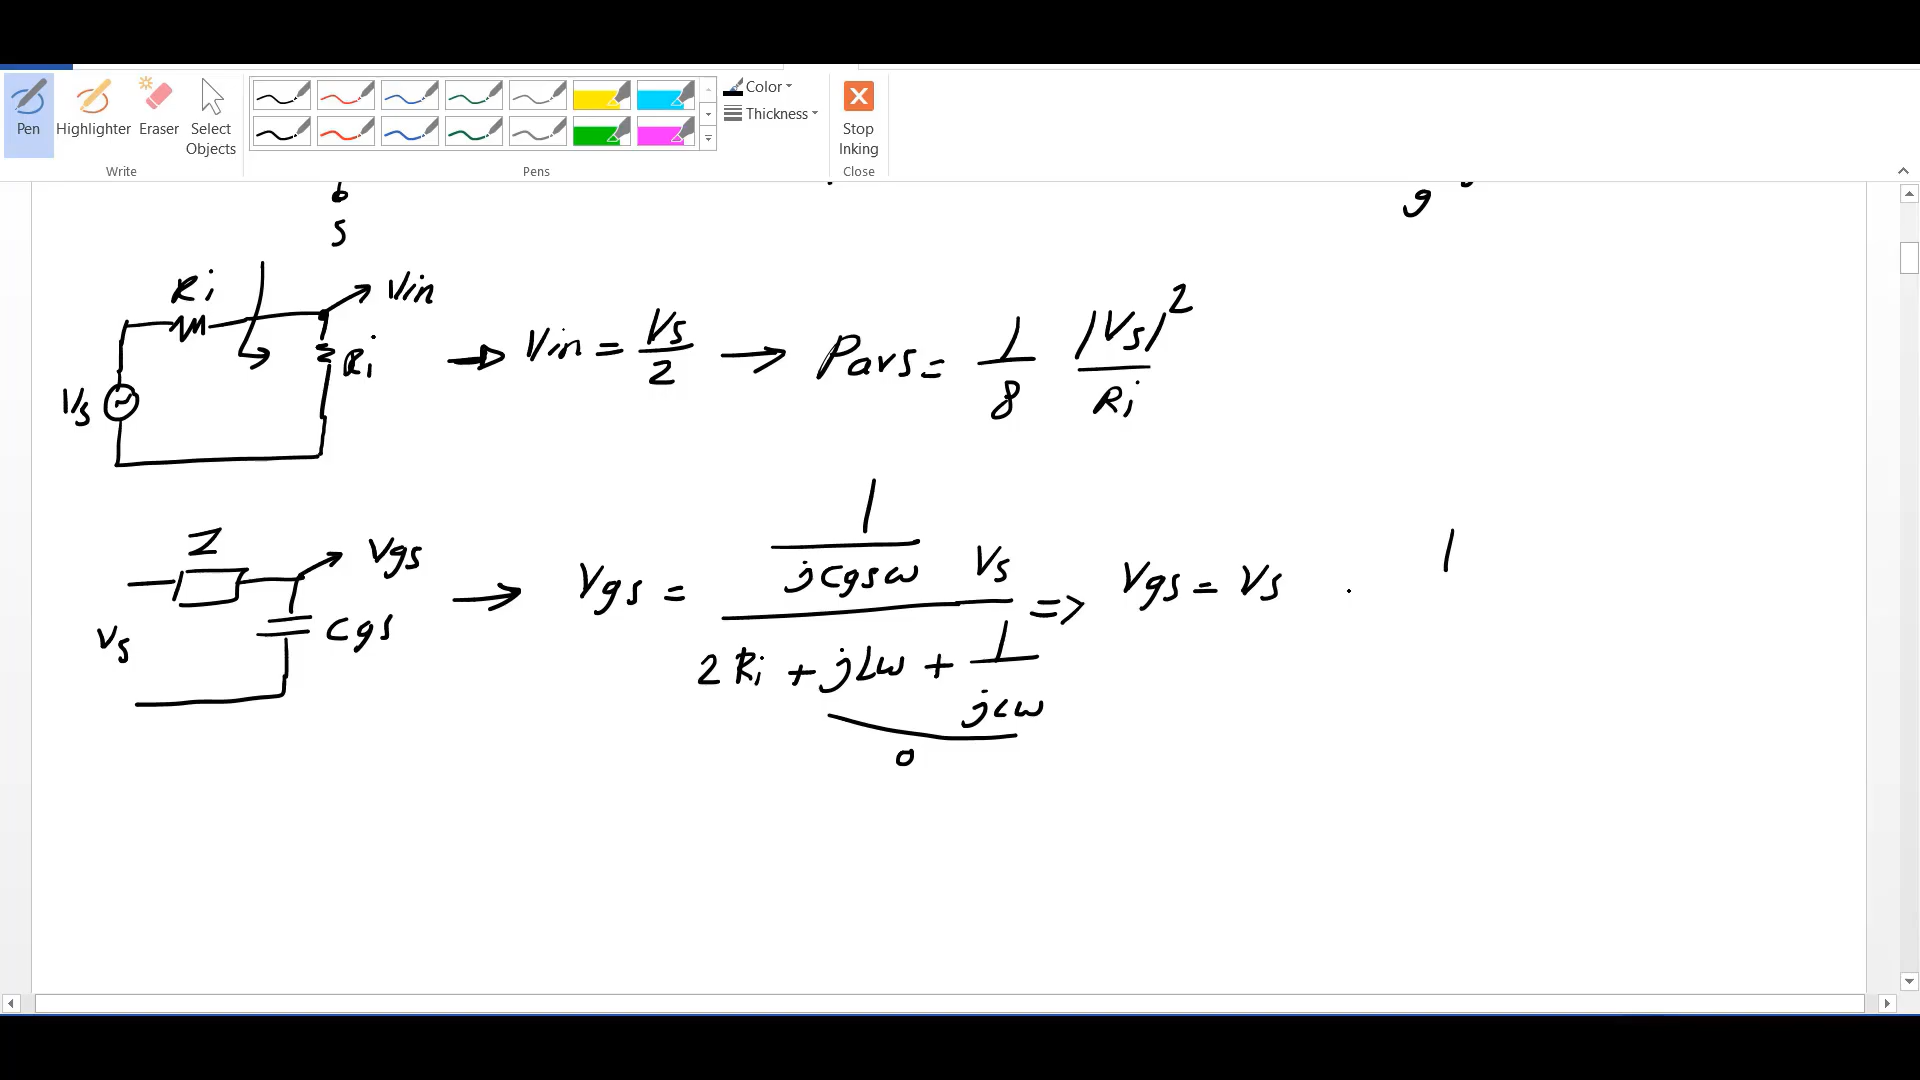 Pen Highlighter Eraser Select Objects
Color
Thickness
Stop Inking
Write Pens Close
b
s
g
Ri Vin
Vs Ri → Vin = Vs/2 → Pavs = 1/8 |Vs|²/Ri
Z Vgs
Vs Cgs → Vgs = (1/(jCgsω) Vs)/(2Ri + jLω + 1/(jCω)) => Vgs = Vs . 1
0